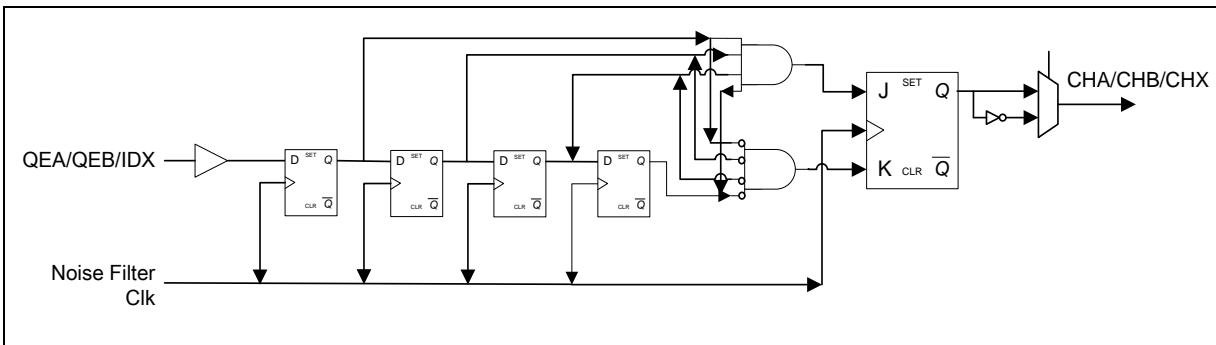 CHA/CHB/CHX
J SET Q
K CLR Q
QEA/QEB/IDX
D SET Q
CLR Q
D SET Q
CLR Q
D SET Q
CLR Q
D SET Q
CLR Q
Noise Filter
Clk